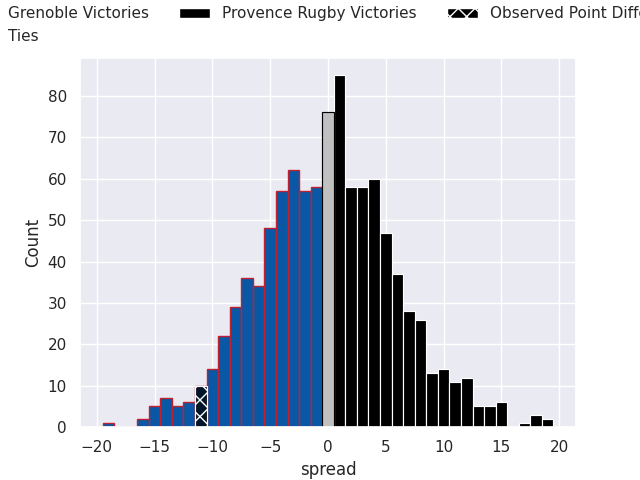 Grenoble Victories Provence Rugby Victories Observed Point Diff
Ties
80
70
60
50
40
30
20
10
0
Count
−20 −15 −10 −5 0 5 10 15 20
spread